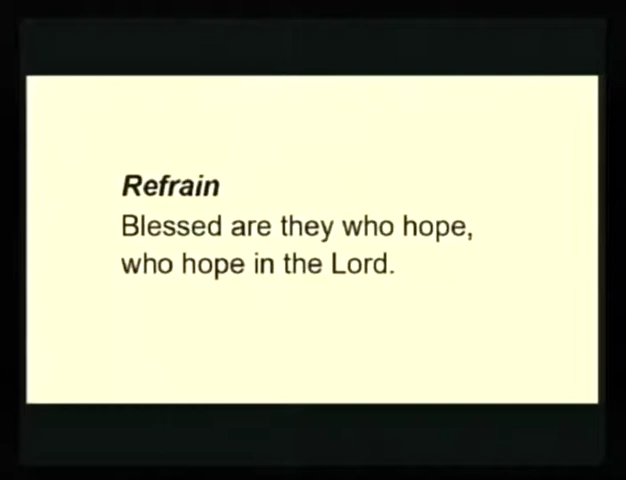 Refrain
Blessed are they who hope,
who hope in the Lord.